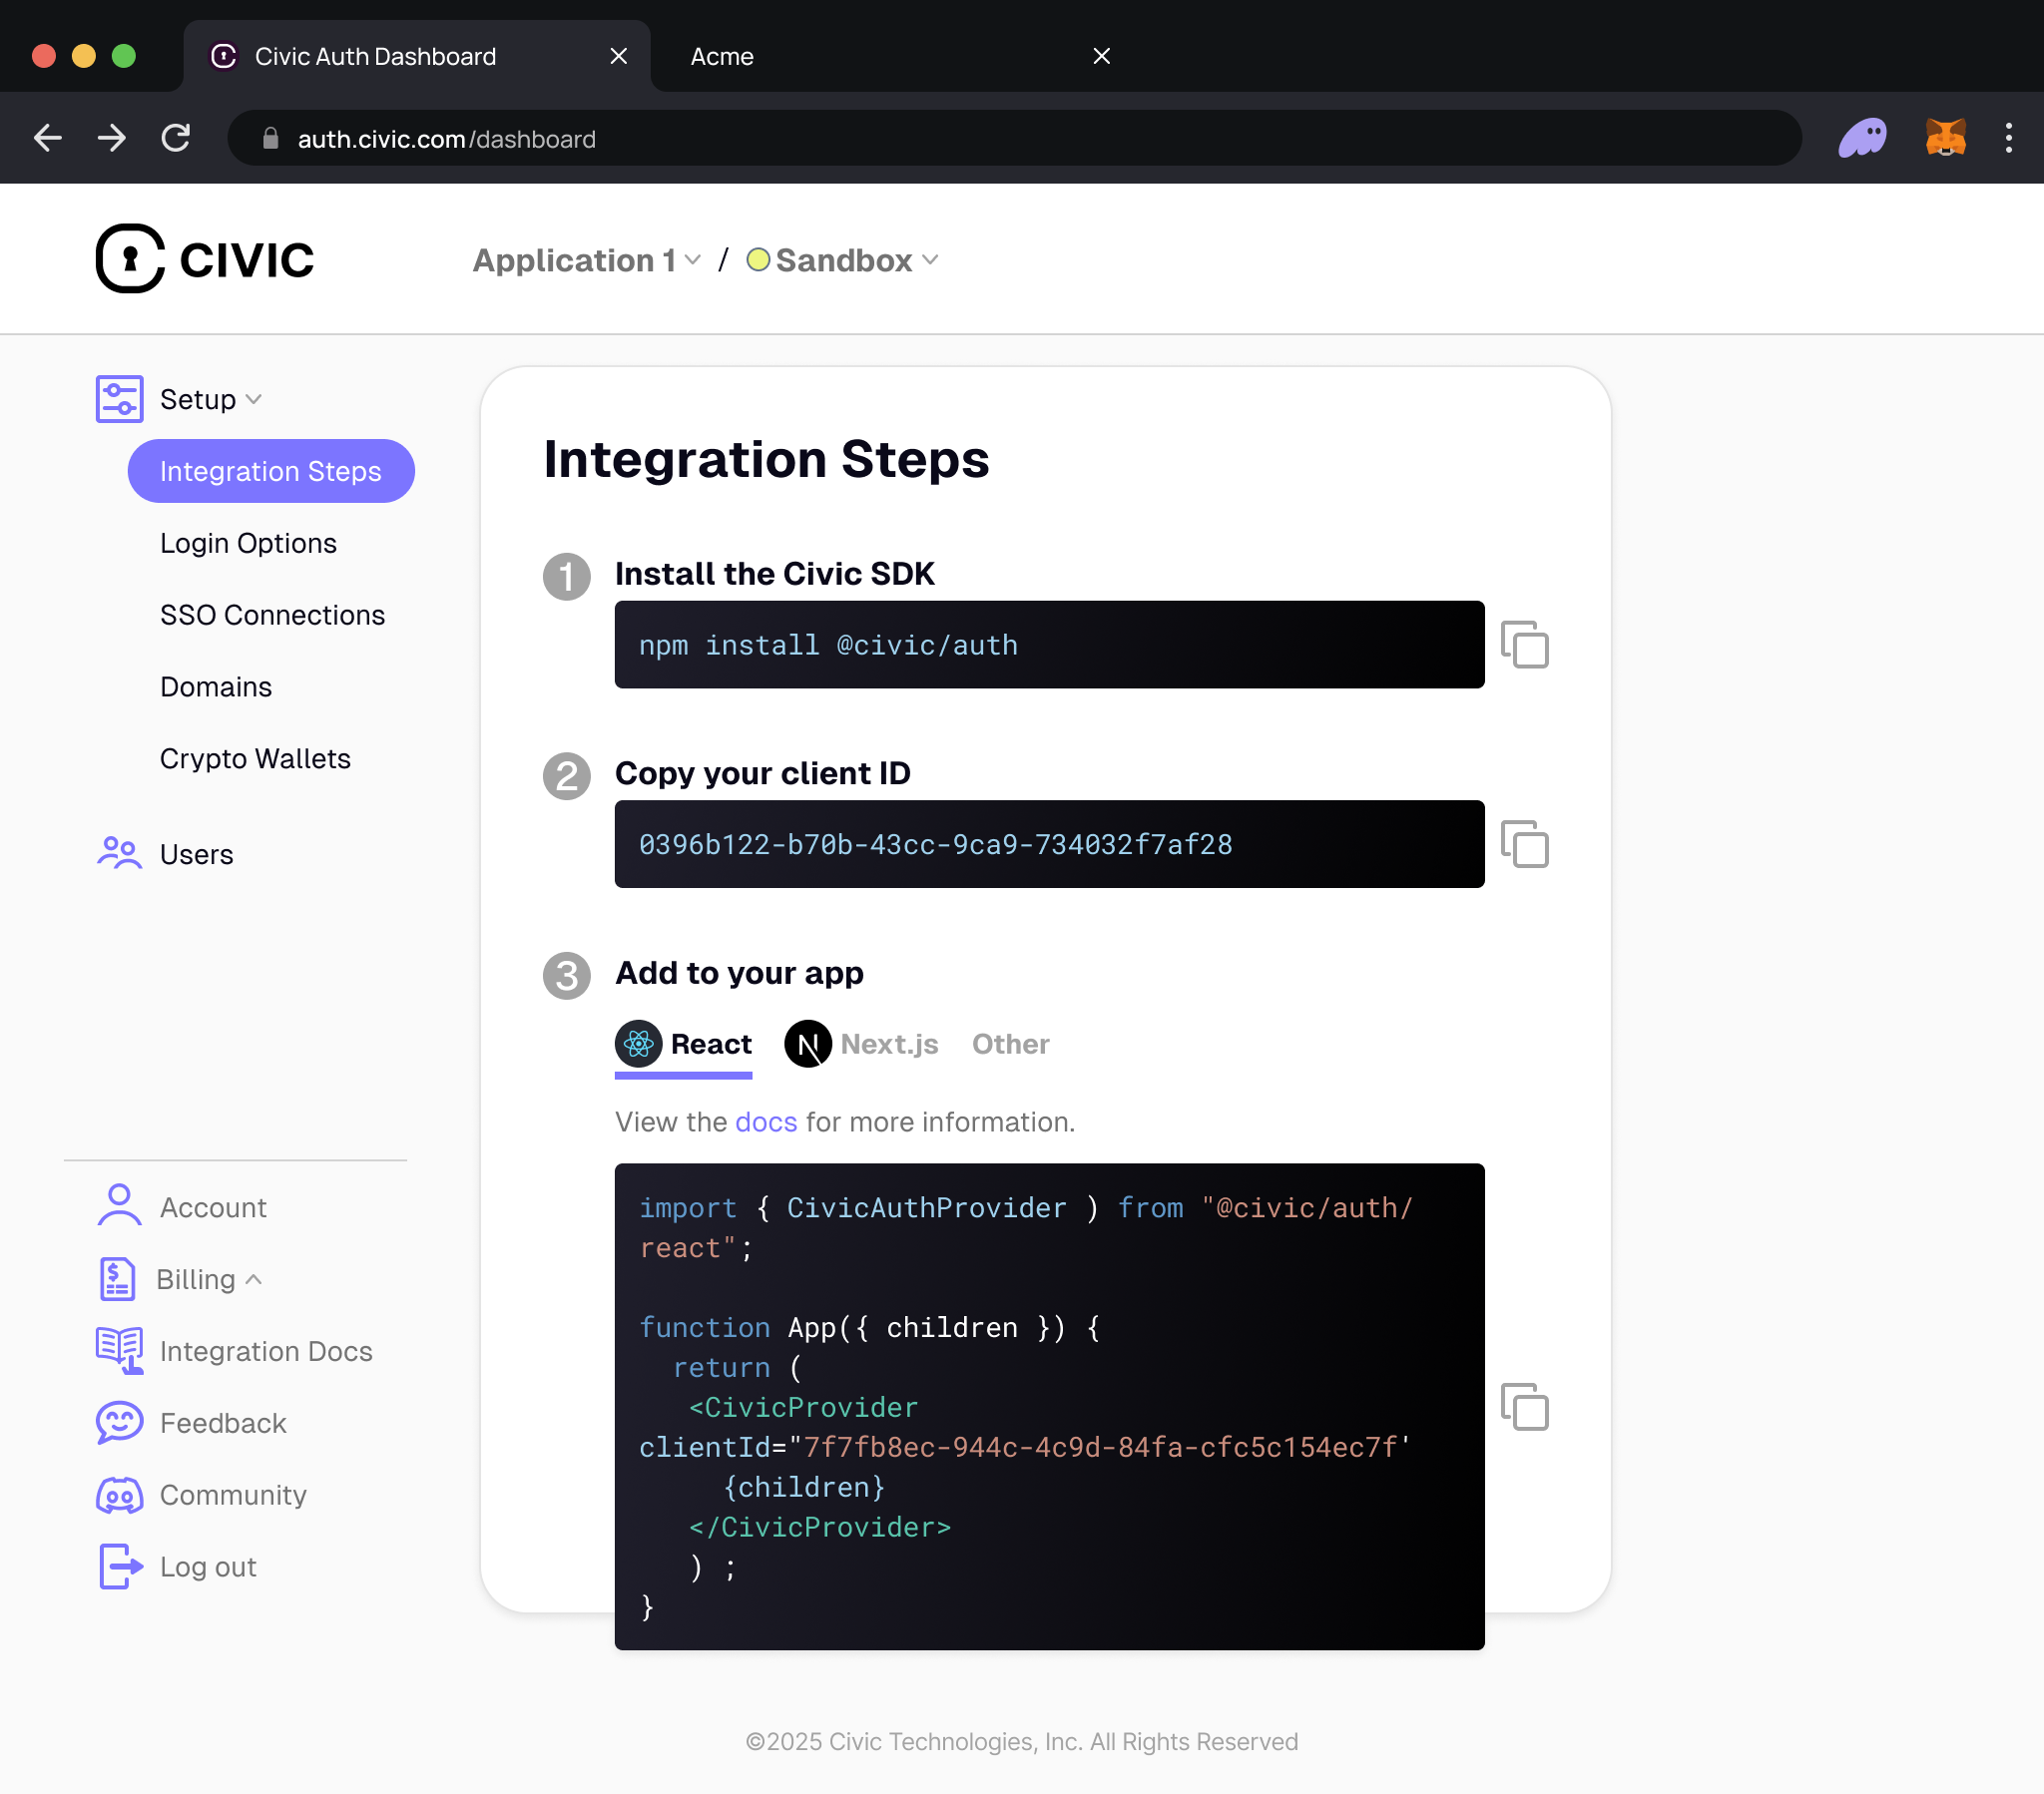 Civic Auth Dashboard
Acme
auth.civic.com/dashboard
CIVIC
Application 1 / Sandbox
Setup
Integration Steps
Login Options
SSO Connections
Domains
Crypto Wallets
Users
Account
Billing
Integration Docs
Feedback
Community
Log out
Integration Steps
1 Install the Civic SDK
npm install @civic/auth
2 Copy your client ID
0396b122-b70b-43cc-9ca9-734032f7af28
3 Add to your app
React N Next.js Other
View the docs for more information.
import { CivicAuthProvider ) from "@civic/auth/
react";
function App({ children }) {
return (
<CivicProvider
clientId="7f7fb8ec-944c-4c9d-84fa-cfc5c154ec7f'
{children}
</CivicProvider>
) ;
}
©2025 Civic Technologies, Inc. All Rights Reserved